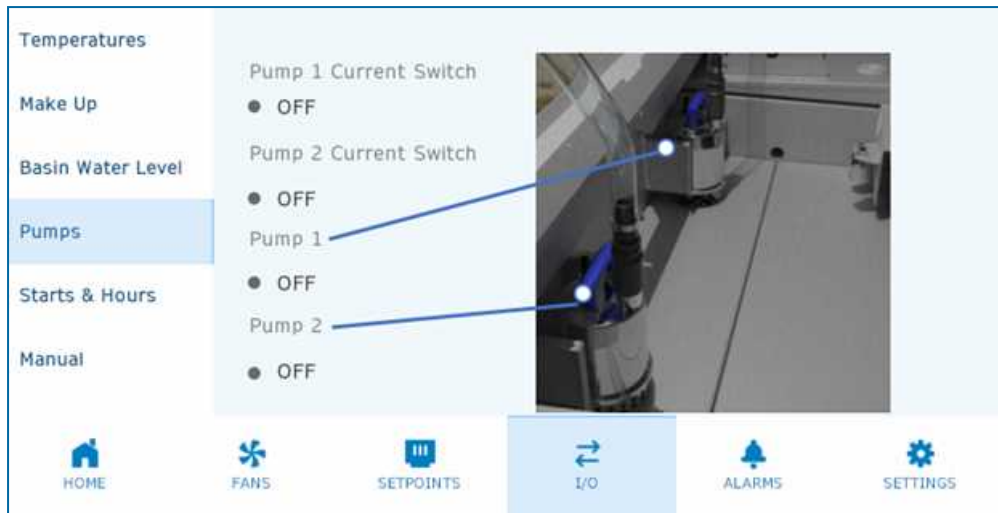 Temperatures
Make Up
Basin Water Level
Pumps
Starts & Hours
Manual
Pump 1 Current Switch
OFF
Pump 2 Current Switch
OFF
Pump 1
OFF
Pump 2
OFF
HOME
FANS
SETPOINTS
I/O
ALARMS
SETTINGS